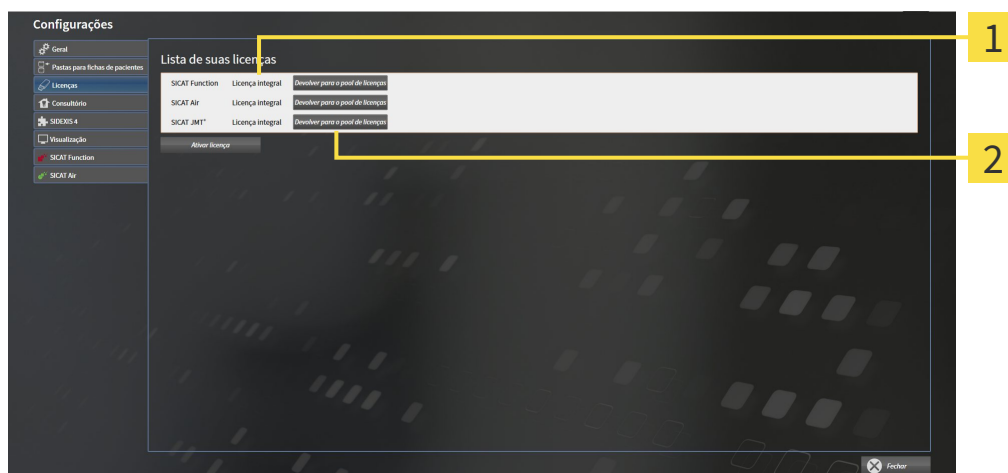 Configurações
Geral
Pastas para fichas de pacientes
Licenças
Consultório
SIDEXIS 4
Visualização
SICAT Function
SICAT Air
Lista de suas licenças
SICAT Function Licença integral Devolver para o pool de licenças
SICAT Air Licença integral Devolver para o pool de licenças
SICAT JMT⁺ Licença integral Devolver para o pool de licenças
Ativar licença
Fechar
1
2